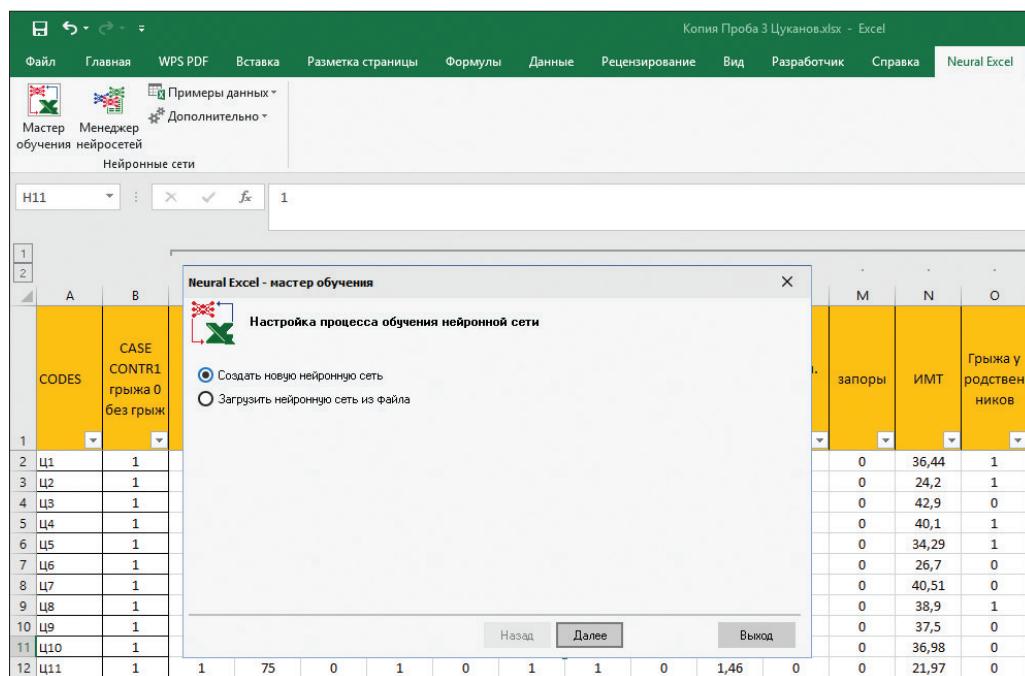 Копия Проба 3 Цуканов.xlsx - Excel
Файл Главная WPS PDF Вставка Разметка страницы Формулы Данные Рецензирование Вид Разработчик Справка Neural Excel
Мастер обучения
Менеджер нейросетей
Примеры данных
Дополнительно
Нейронные сети
H11 fx 1
1
2
A B M N O
Neural Excel - мастер обучения
Настройка процесса обучения нейронной сети
Создать новую нейронную сеть
Загрузить нейронную сеть из файла
Назад Далее Выход
1 CODES
CASE
CONTR1
грыжа 0
без грыж
запоры
ИМТ
Грыжа у
родствен
ников
2 Ц1 1 0 36,44 1
3 Ц2 1 0 24,2 1
4 Ц3 1 0 42,9 0
5 Ц4 1 0 40,1 1
6 Ц5 1 0 34,29 1
7 Ц6 1 0 26,7 0
8 Ц7 1 0 40,51 0
9 Ц8 1 0 38,9 1
10 Ц9 1 0 37,5 0
11 Ц10 1 0 36,98 0
12 Ц11 1 1 75 0 1 0 1 1 0 1,46 0 0 21,97 0